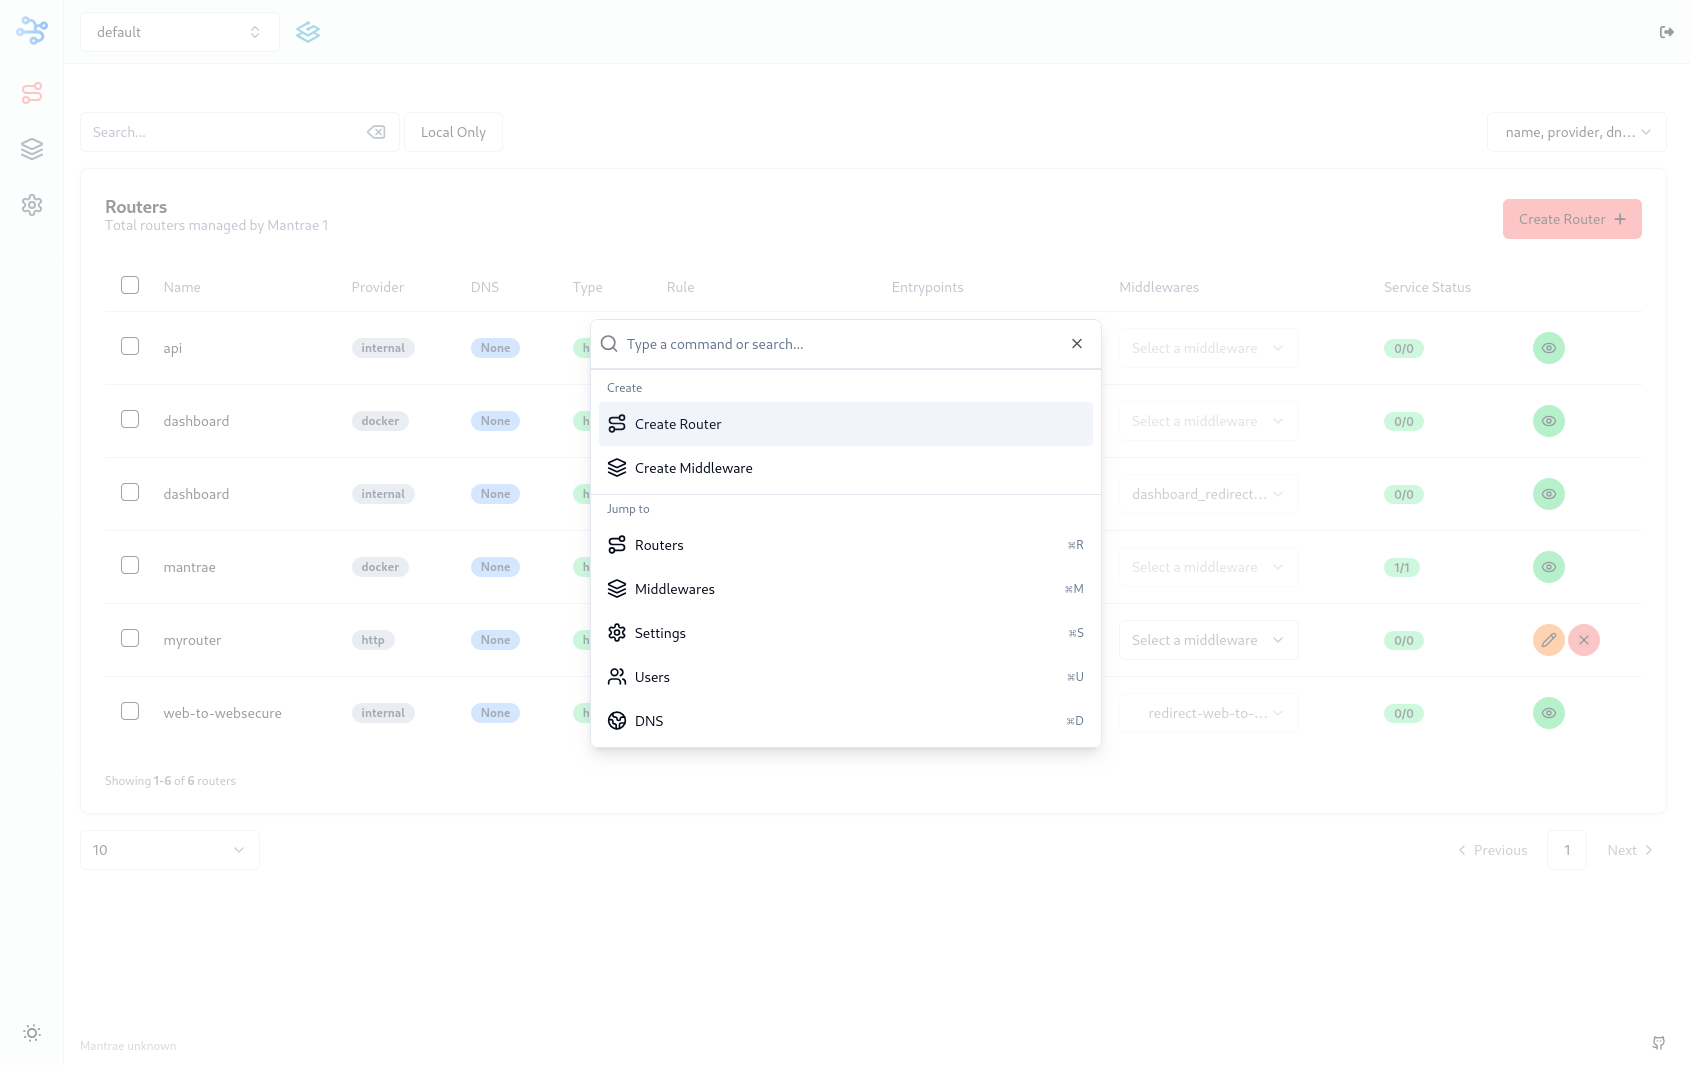 default
Search...
Local Only
name, provider, dn...
Routers
Total routers managed by Mantrae 1
Create Router
Name Provider DNS Type Rule Entrypoints Middlewares Service Status
api internal None h Select a middleware 0/0
dashboard docker None h Select a middleware 0/0
dashboard internal None h dashboard_redirect... 0/0
mantrae docker None h Select a middleware 1/1
myrouter http None h Select a middleware 0/0
web-to-websecure internal None h redirect-web-to-... 0/0
Showing 1-6 of 6 routers
10
Previous 1 Next
Mantrae unknown
Type a command or search...
Create
Create Router
Create Middleware
Jump to
Routers ⌘R
Middlewares ⌘M
Settings ⌘S
Users ⌘U
DNS ⌘D